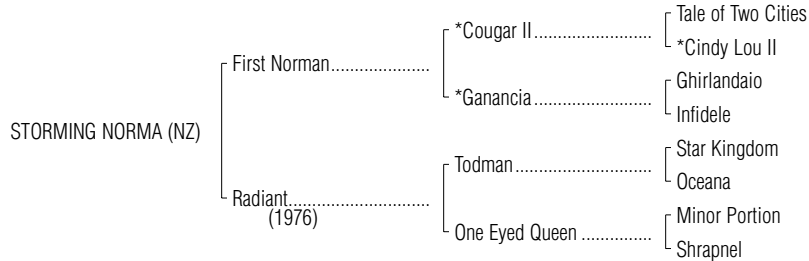 Tale of Two Cities
*Cougar II..........................
*Cindy Lou II
First Norman......................
Ghirlandaio
*Ganancia..........................
Infidele
STORMING NORMA (NZ)
Star Kingdom
Todman..............................
Oceana
Radiant................................
(1976)
Minor Portion
One Eyed Queen ................
Shrapnel